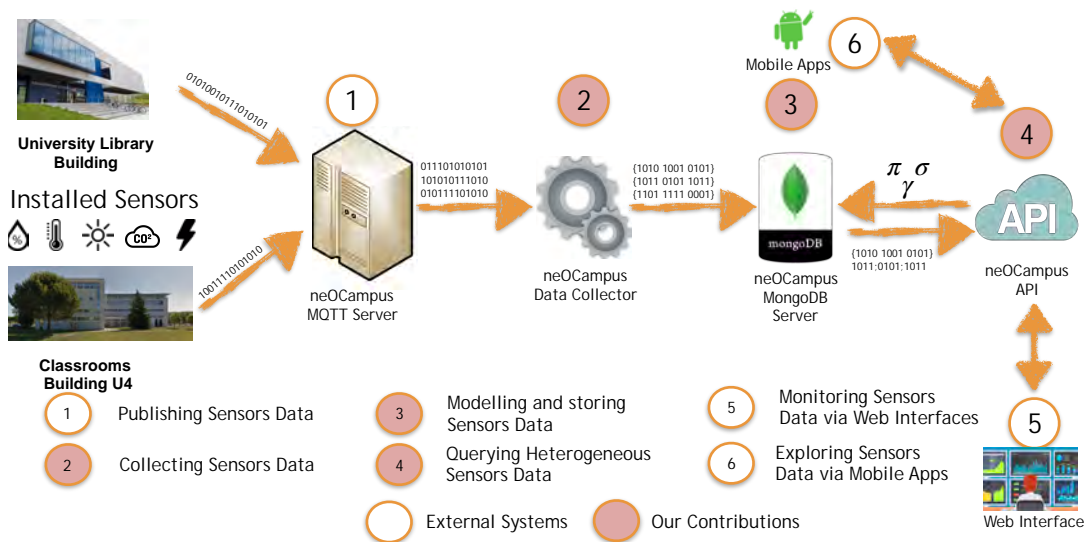 6
Mobile Apps
1
2
3
4
01010010111010101
University Library
Building
Installed Sensors
%
CO²
011101010101
101010111010
010111101010
{1010 1001 0101}
{1011 0101 1011}
{1101 1111 0001}
π σ
γ
API
mongoDB
{1010 1001 0101}
1011;0101;1011
10011110101010
neOCampus
MQTT Server
neOCampus
Data Collector
neOCampus
MongoDB
Server
neOCampus
API
Classrooms
Building U4
1
Publishing Sensors Data
2
Collecting Sensors Data
3
Modelling and storing
Sensors Data
4
Querying Heterogeneous
Sensors Data
5
Monitoring Sensors
Data via Web Interfaces
6
Exploring Sensors
Data via Mobile Apps
5
Web Interface
External Systems
Our Contributions